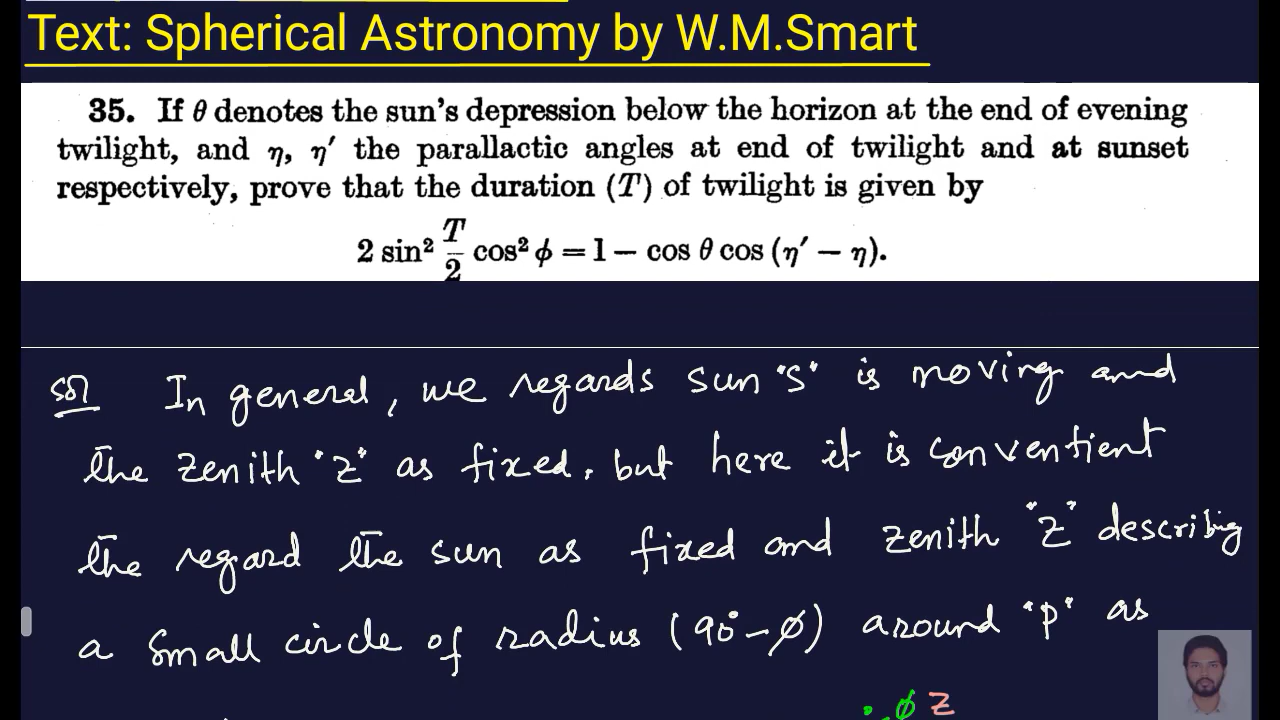 Text: Spherical Astronomy by W.M.Smart
35. If θ denotes the sun's depression below the horizon at the end of evening
twilight, and η, η′ the parallactic angles at end of twilight and at sunset
respectively, prove that the duration (T) of twilight is given by
2 sin² T/2 cos² ϕ = 1 – cos θ cos (η′ – η).
Sol In general, we regards sun "S" is moving and
the zenith "Z" as fixed. but here it is conventient
the regard the sun as fixed and zenith "Z" describing
a small circle of radius (90°-ϕ) around "P" as
ϕ Z